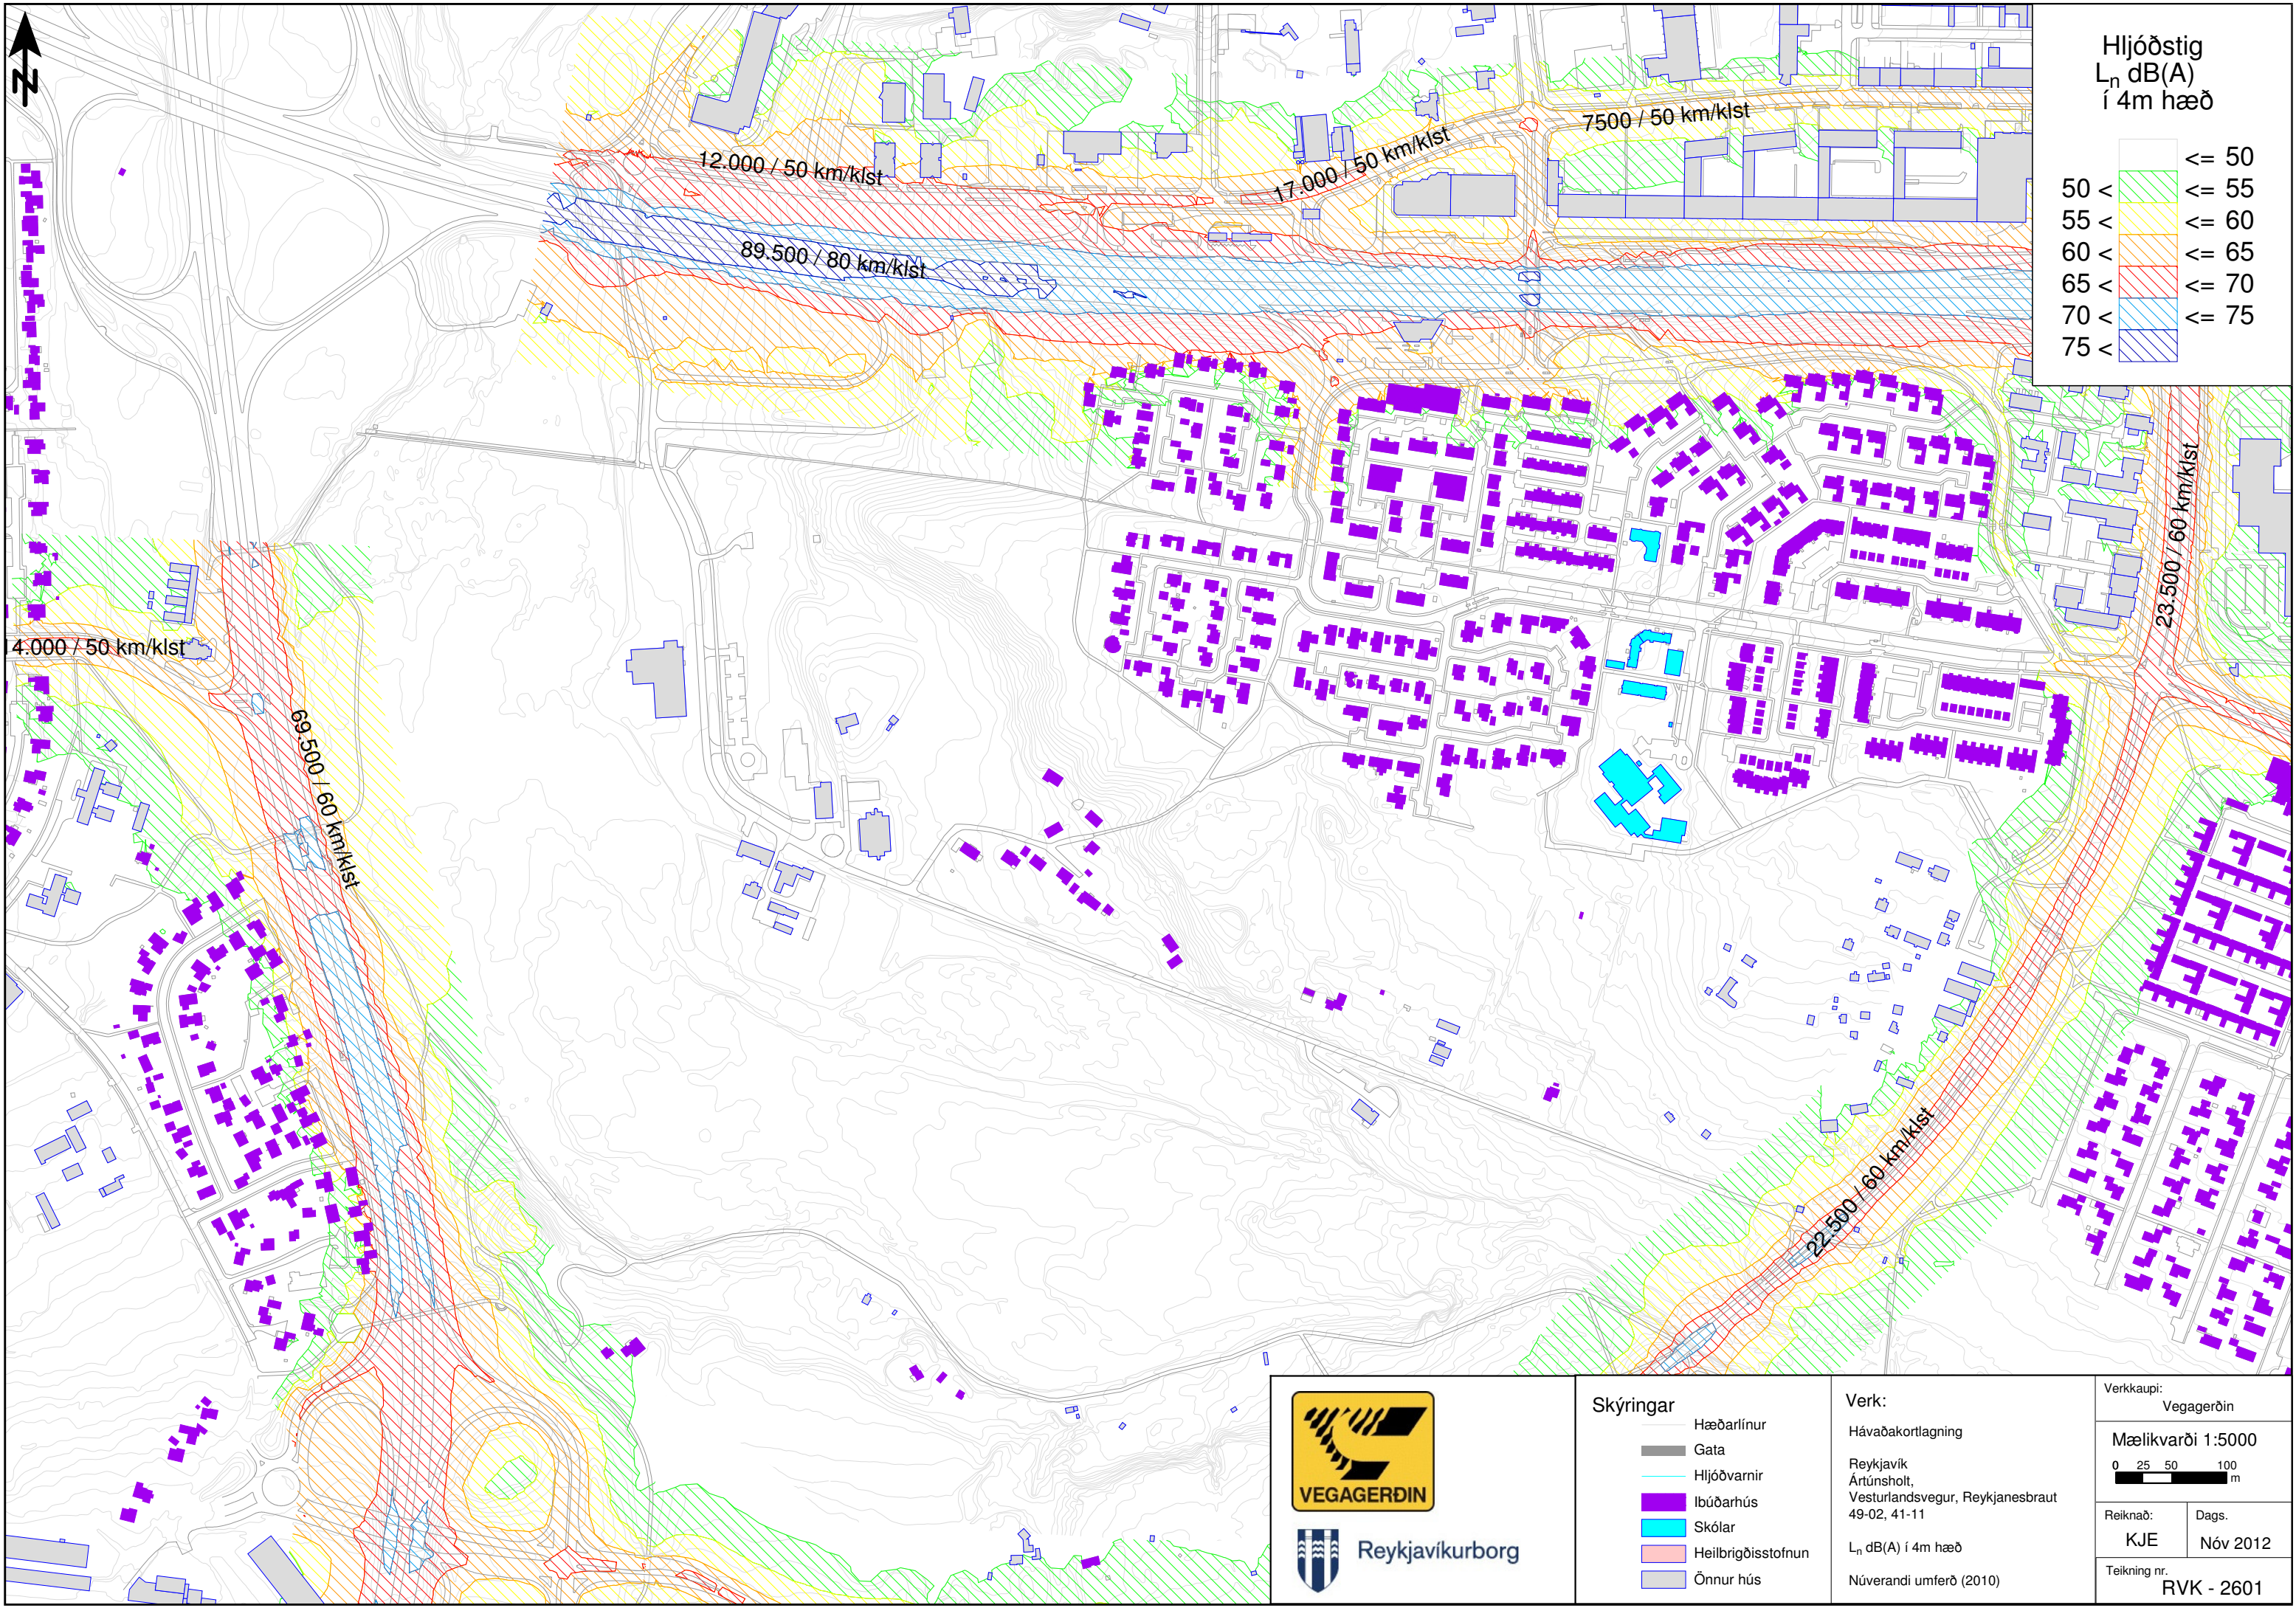 N
12.000 / 50 km/klst
17.000 / 50 km/klst
7500 / 50 km/klst
89.500 / 80 km/klst
23.500 / 60 km/klst
14.000 / 50 km/klst
69.500 / 60 km/klst
22.500 / 60 km/klst
Hljóðstig
Ln dB(A)
í 4m hæð
<= 50
50 < <= 55
55 < <= 60
60 < <= 65
65 < <= 70
70 < <= 75
75 <
VEGAGERÐIN
Reykjavíkurborg
Skýringar
Hæðarlínur
Gata
Hljóðvarnir
Ibúðarhús
Skólar
Heilbrigðisstofnun
Önnur hús
Verk:
Hávaðakortlagning
Reykjavík
Ártúnsholt,
Vesturlandsvegur, Reykjanesbraut
49-02, 41-11
Ln dB(A) í 4m hæð
Núverandi umferð (2010)
Verkkaupi:
Vegagerðin
Mælikvarði 1:5000
0 25 50 100
m
Reiknað:
KJE
Dags.
Nóv 2012
Teikning nr.
RVK - 2601